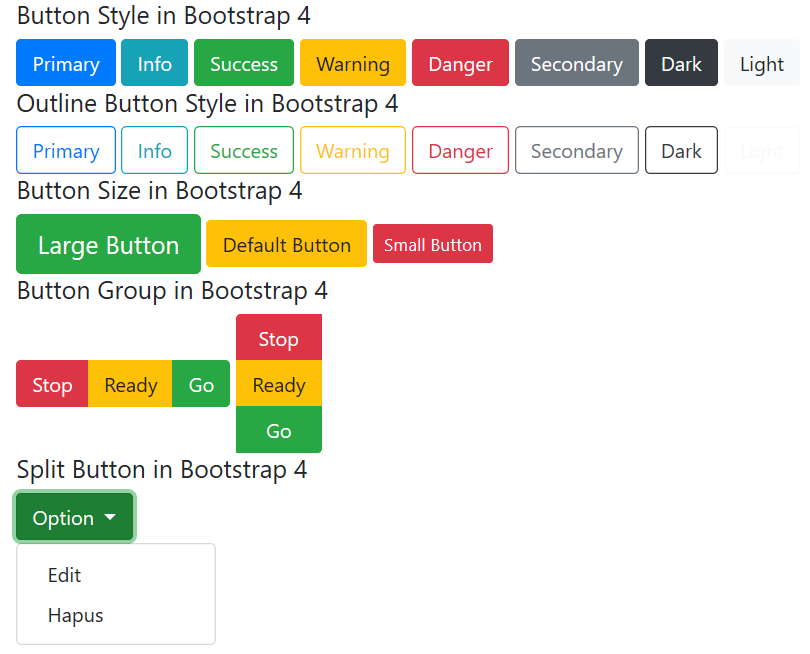 Button Style in Bootstrap 4
Primary Info Success Warning Danger Secondary Dark Light
Outline Button Style in Bootstrap 4
Primary Info Success Warning Danger Secondary Dark Light
Button Size in Bootstrap 4
Large Button Default Button Small Button
Button Group in Bootstrap 4
Stop
Stop Ready Go Ready
Go
Split Button in Bootstrap 4
Option
Edit
Hapus